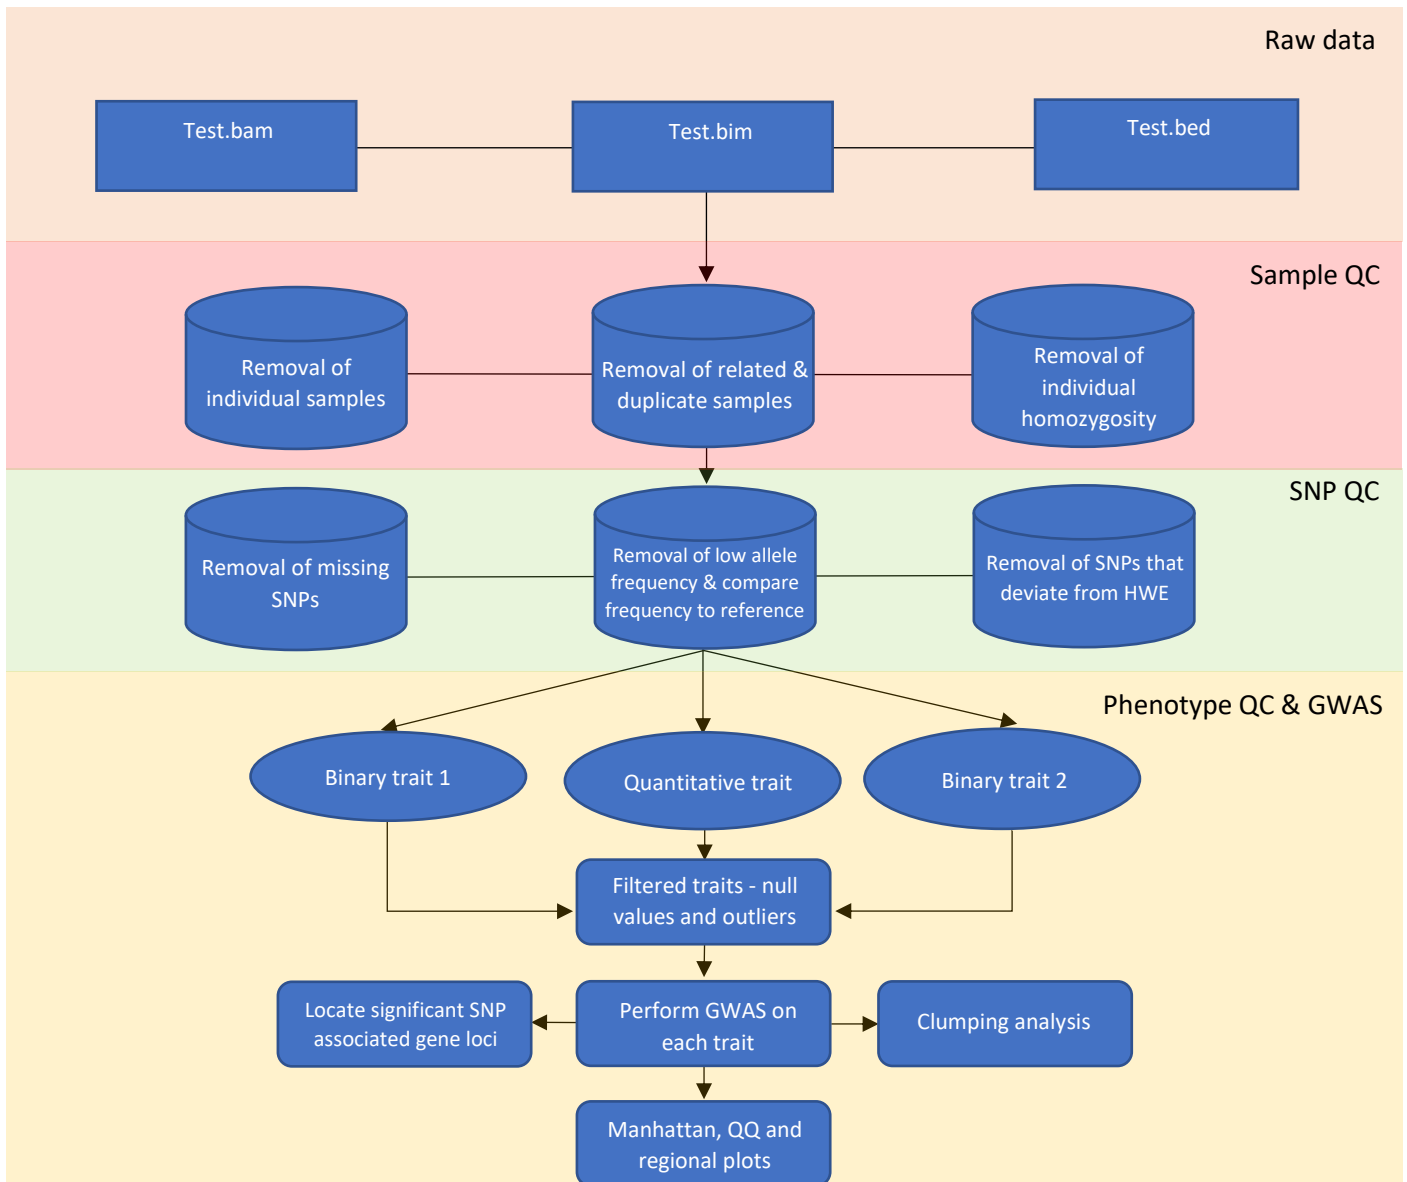 Raw data
Test.bam
Test.bim
Test.bed
Sample QC
Removal of
individual samples
Removal of related &
duplicate samples
Removal of
individual
homozygosity
SNP QC
Removal of missing
SNPs
Removal of low allele
frequency & compare
frequency to reference
Removal of SNPs that
deviate from HWE
Phenotype QC & GWAS
Binary trait 1
Quantitative trait
Binary trait 2
Filtered traits - null
values and outliers
Locate significant SNP
associated gene loci
Perform GWAS on
each trait
Clumping analysis
Manhattan, QQ and
regional plots